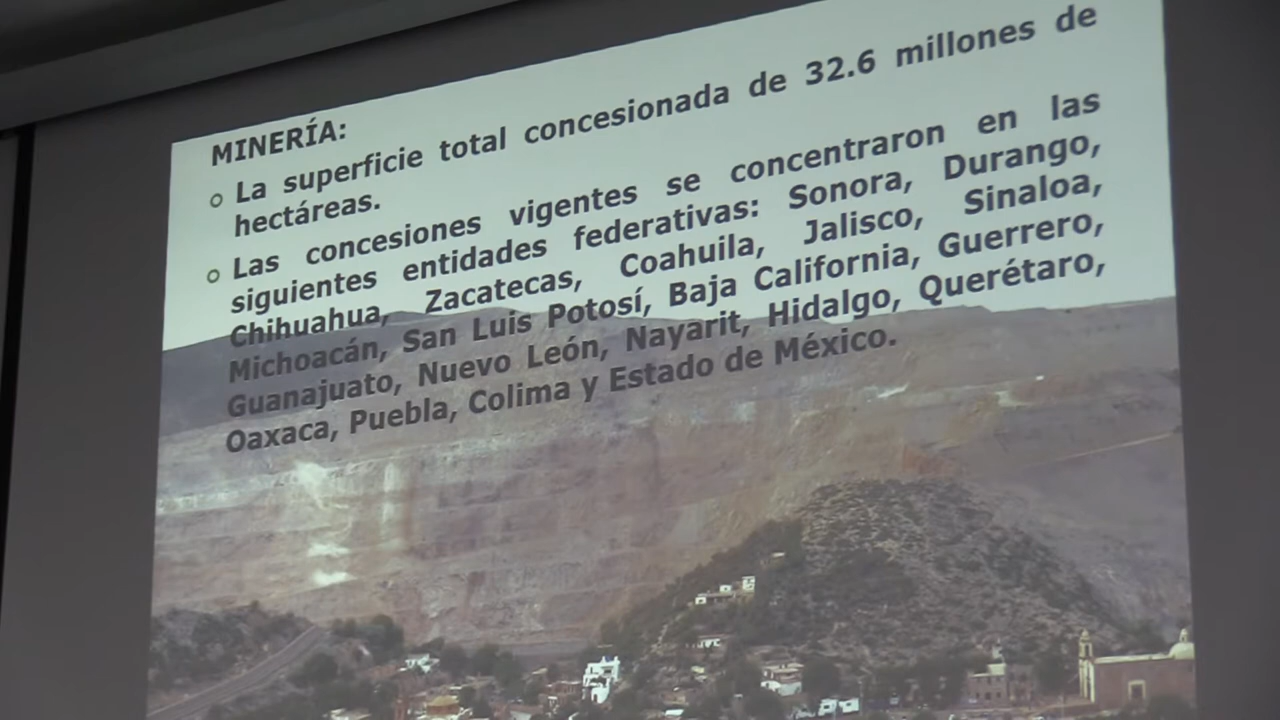 MINERÍA:
La superficie total concesionada de 32.6 millones de
hectáreas.
Las concesiones vigentes se concentraron en las
siguientes entidades federativas: Sonora, Durango,
Chihuahua, Zacatecas, Coahuila, Jalisco, Sinaloa,
Michoacán, San Luis Potosí, Baja California, Guerrero,
Guanajuato, Nuevo León, Nayarit, Hidalgo, Querétaro,
Oaxaca, Puebla, Colima y Estado de México.